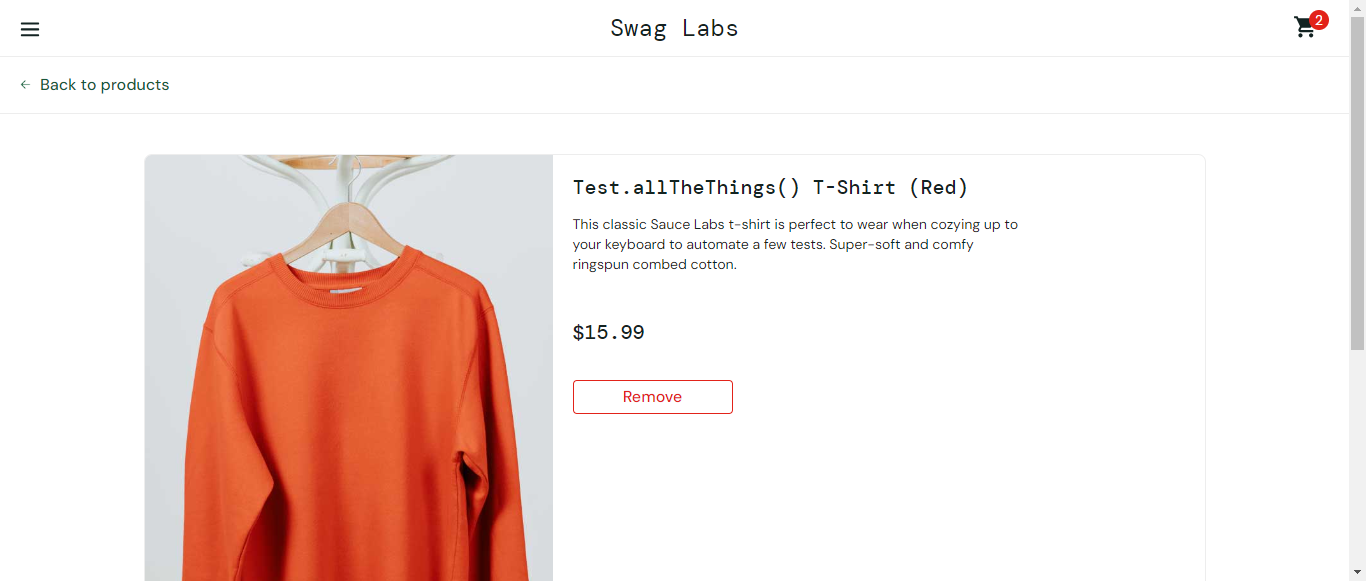 Swag Labs
2
← Back to products
Test.allTheThings() T-Shirt (Red)
This classic Sauce Labs t-shirt is perfect to wear when cozying up to
your keyboard to automate a few tests. Super-soft and comfy
ringspun combed cotton.
$15.99
Remove